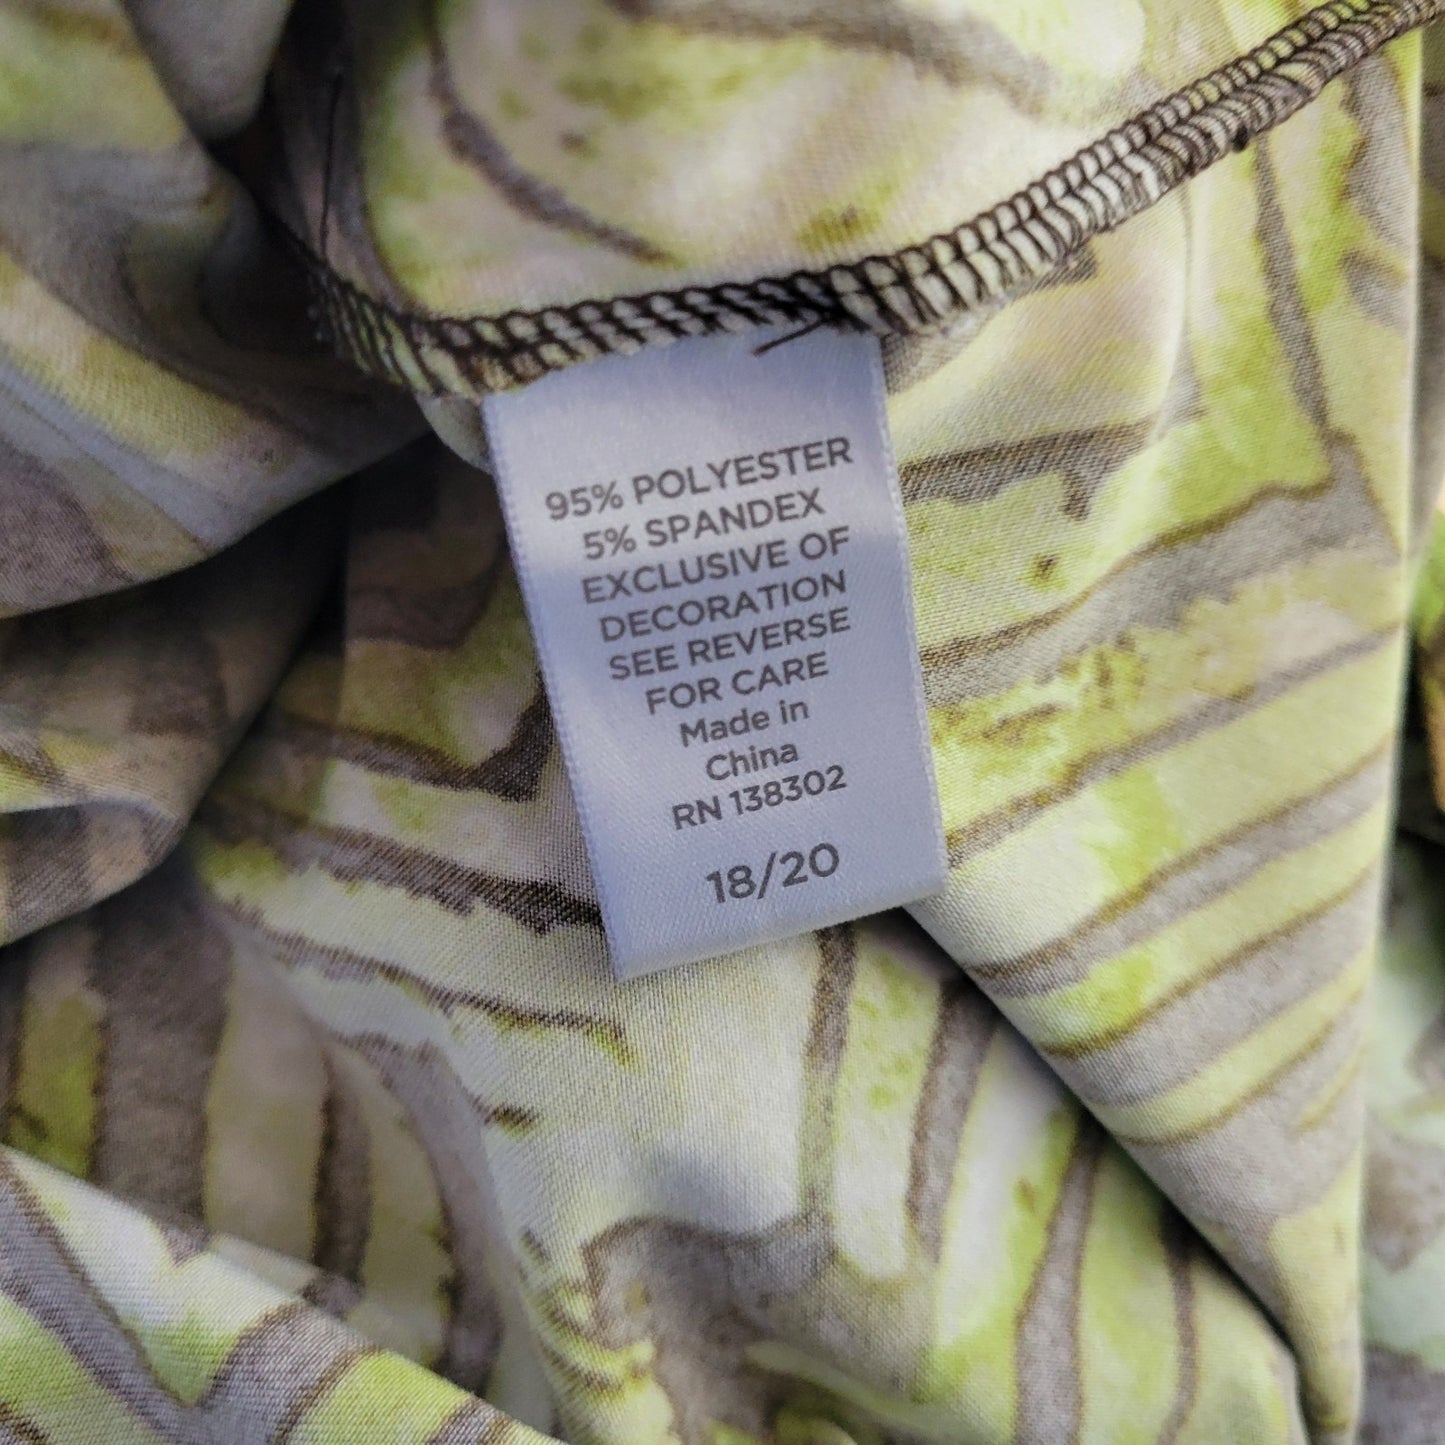 95% POLYESTER
5% SPANDEX
EXCLUSIVE OF
DECORATION
SEE REVERSE
FOR CARE
Made in
China
RN 138302
18/20